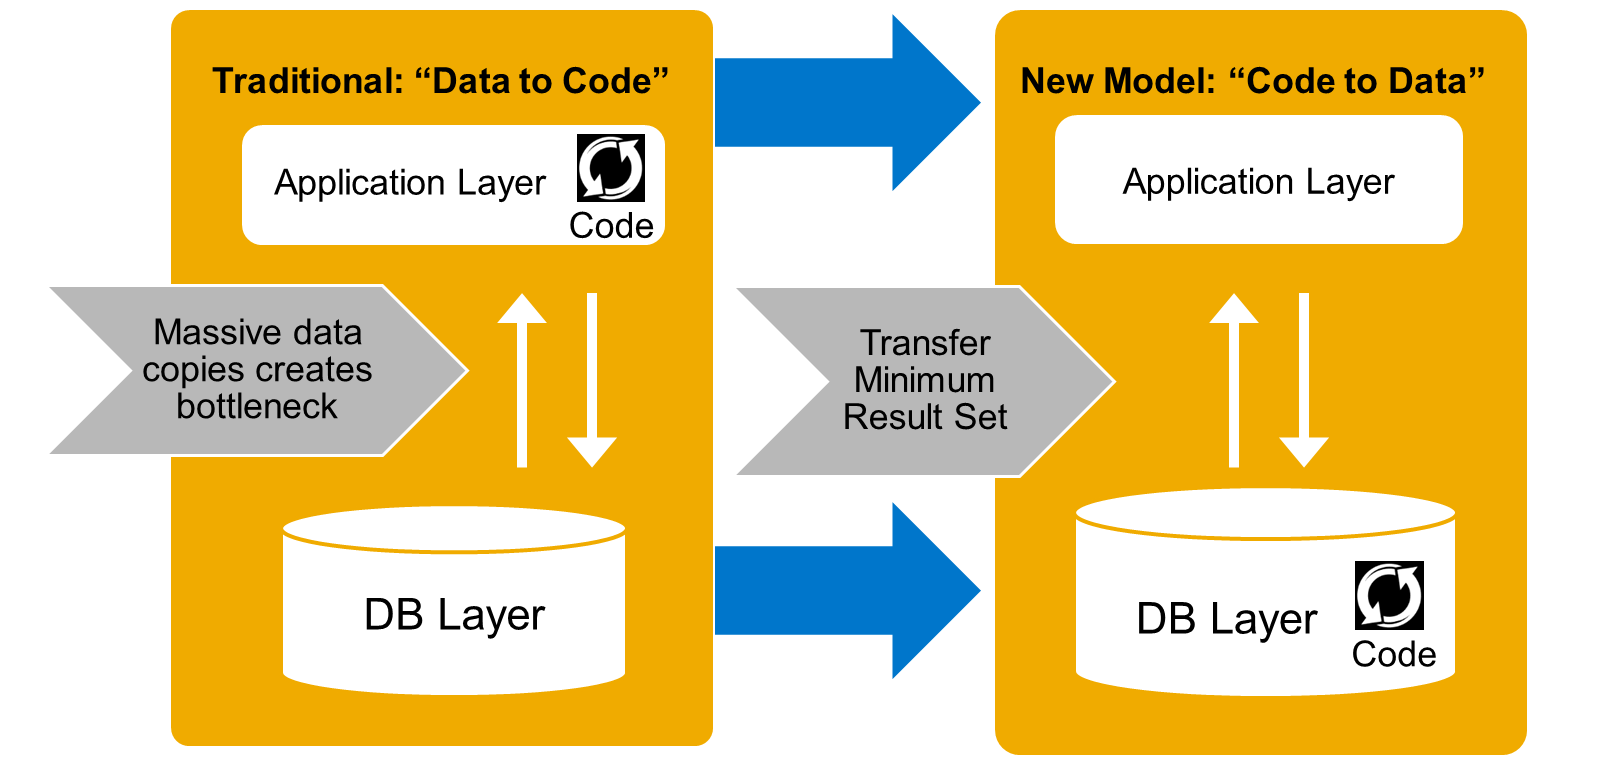 Traditional: “Data to Code”
Application Layer
Code
Massive data
copies creates
bottleneck
DB Layer
New Model: “Code to Data”
Application Layer
Transfer
Minimum
Result Set
DB Layer
Code